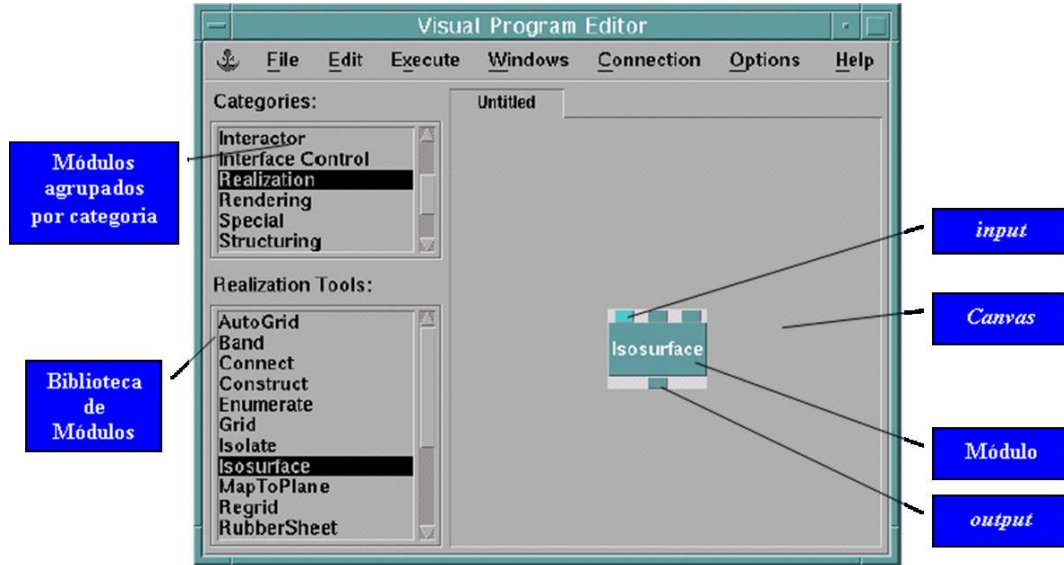 Visual Program Editor
File Edit Execute Windows Connection Options Help
Categories:
Untitled
Interactor
Interface Control
Realization
Rendering
Special
Structuring
Realization Tools:
AutoGrid
Band
Connect
Construct
Enumerate
Grid
Isolate
Isosurface
MapToPlane
Regrid
RubberSheet
Isosurface
Módulos
agrupados
por categoria
Biblioteca
de
Módulos
input
Canvas
Módulo
output